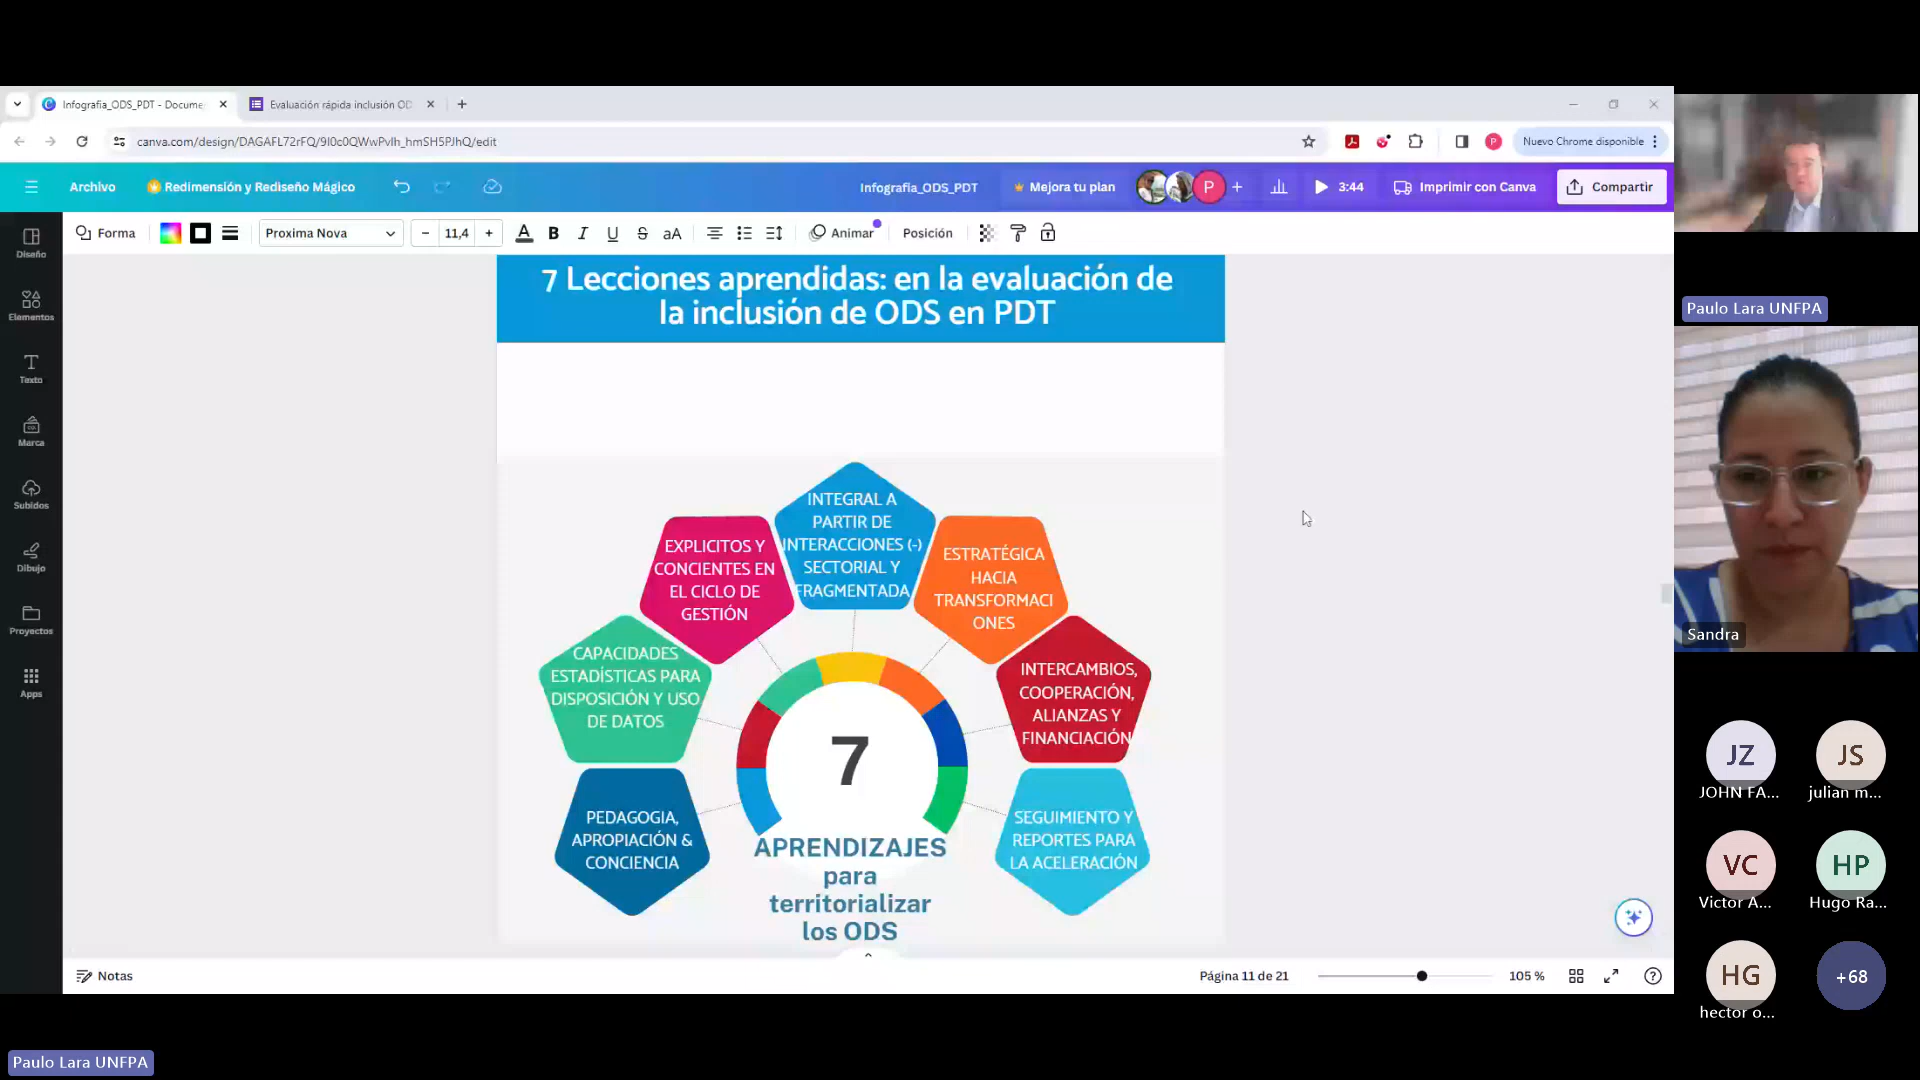 Infografia_ODS_PDT - Docume
Evaluación rápida inclusión OD
canva.com/design/DAGAFL72rFQ/9I0c0QWwPvlh_hmSH5PJhQ/edit
Nuevo Chrome disponible
Archivo
Redimensión y Rediseño Mágico
Infografia_ODS_PDT
Mejora tu plan
P
3:44
Imprimir con Canva
Compartir
Forma
Proxima Nova
11,4
Animar
Posición
Diseño
Elementos
Texto
Marca
Subidos
Dibujo
Proyectos
Apps
7 Lecciones aprendidas: en la evaluación de
la inclusión de ODS en PDT
INTEGRAL A
PARTIR DE
INTERACCIONES (-)
SECTORIAL Y
FRAGMENTADA
EXPLICITOS Y
CONCIENTES EN
EL CICLO DE
GESTIÓN
ESTRATÉGICA
HACIA
TRANSFORMACI
ONES
CAPACIDADES
ESTADÍSTICAS PARA
DISPOSICIÓN Y USO
DE DATOS
INTERCAMBIOS,
COOPERACIÓN,
ALIANZAS Y
FINANCIACIÓN
PEDAGOGIA,
APROPIACIÓN &
CONCIENCIA
SEGUIMIENTO Y
REPORTES PARA
LA ACELERACIÓN
7
APRENDIZAJES
para
territorializar
los ODS
Notas
Página 11 de 21
105 %
Paulo Lara UNFPA
Sandra
JZ
JOHN FA...
JS
julian m...
VC
Victor A...
HP
Hugo Ra...
HG
hector o...
+68
Paulo Lara UNFPA